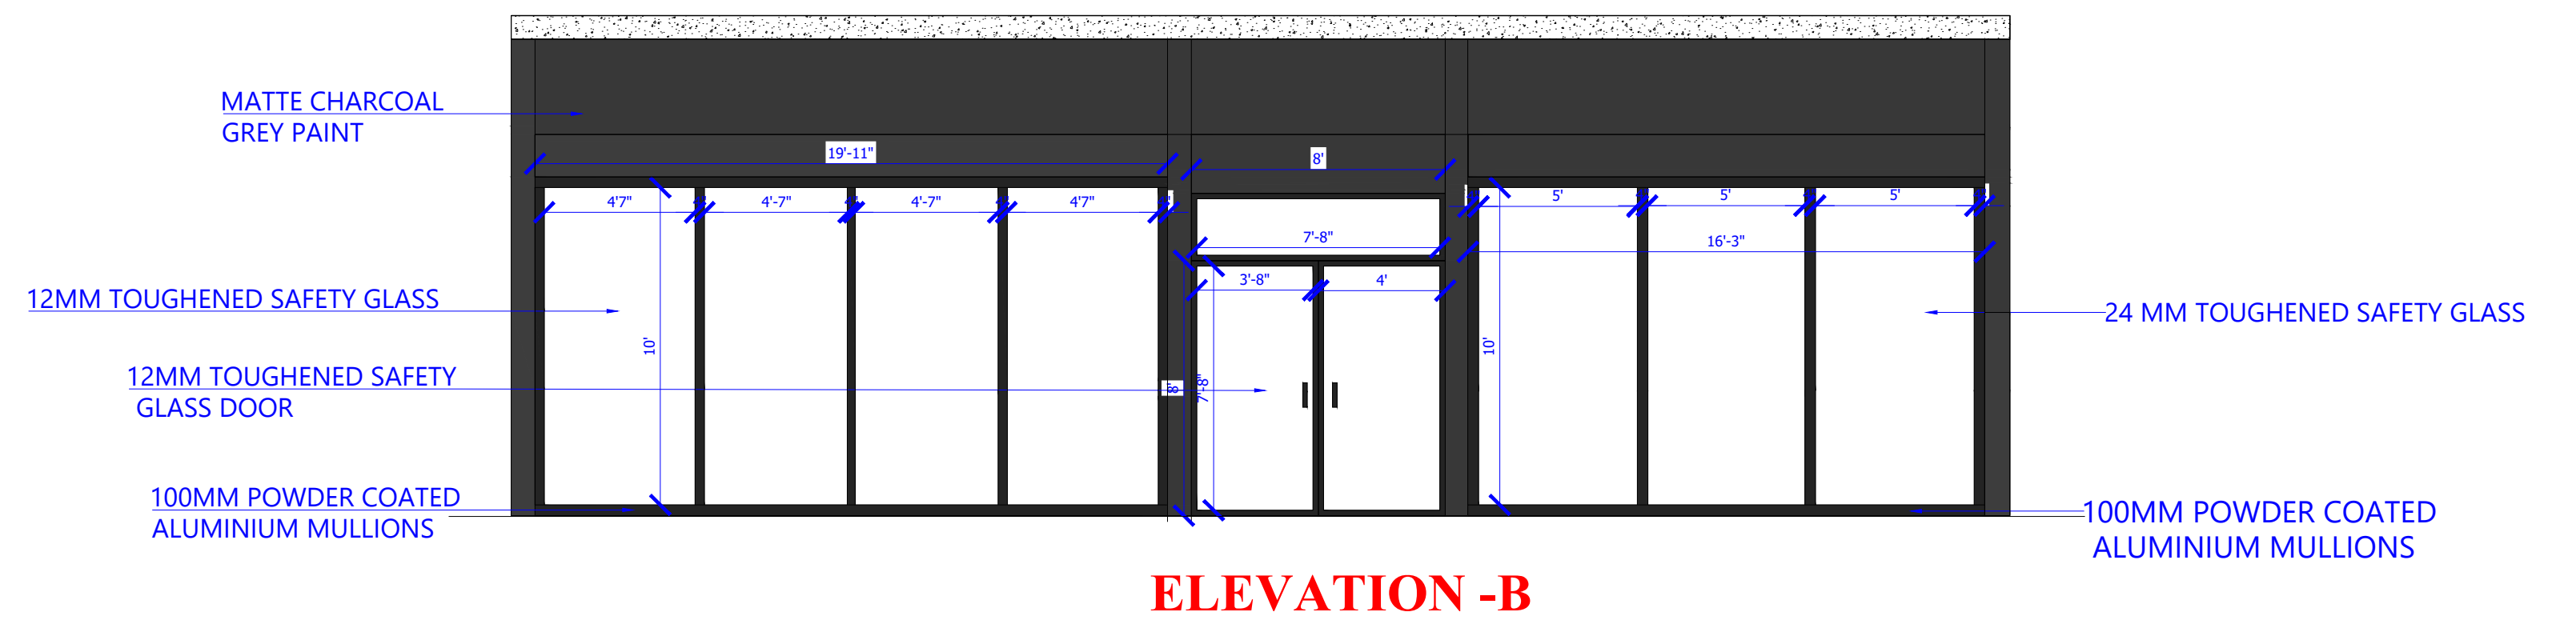 MATTE CHARCOAL
GREY PAINT
19'-11"
8'
4'7"
4'-7"
4'-7"
4'7"
5'
5'
5'
7'-8"
16'-3"
3'-8"
4'
12MM TOUGHENED SAFETY GLASS
24 MM TOUGHENED SAFETY GLASS
10'
10'
12MM TOUGHENED SAFETY
GLASS DOOR
8'
7'-8"
100MM POWDER COATED
ALUMINIUM MULLIONS
100MM POWDER COATED
ALUMINIUM MULLIONS
ELEVATION -B